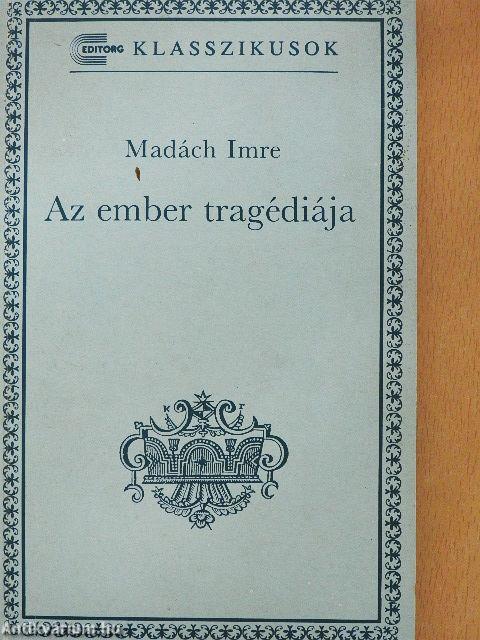 EDITORG KLASSZIKUSOK
Madách Imre
Az ember tragédiája
K F